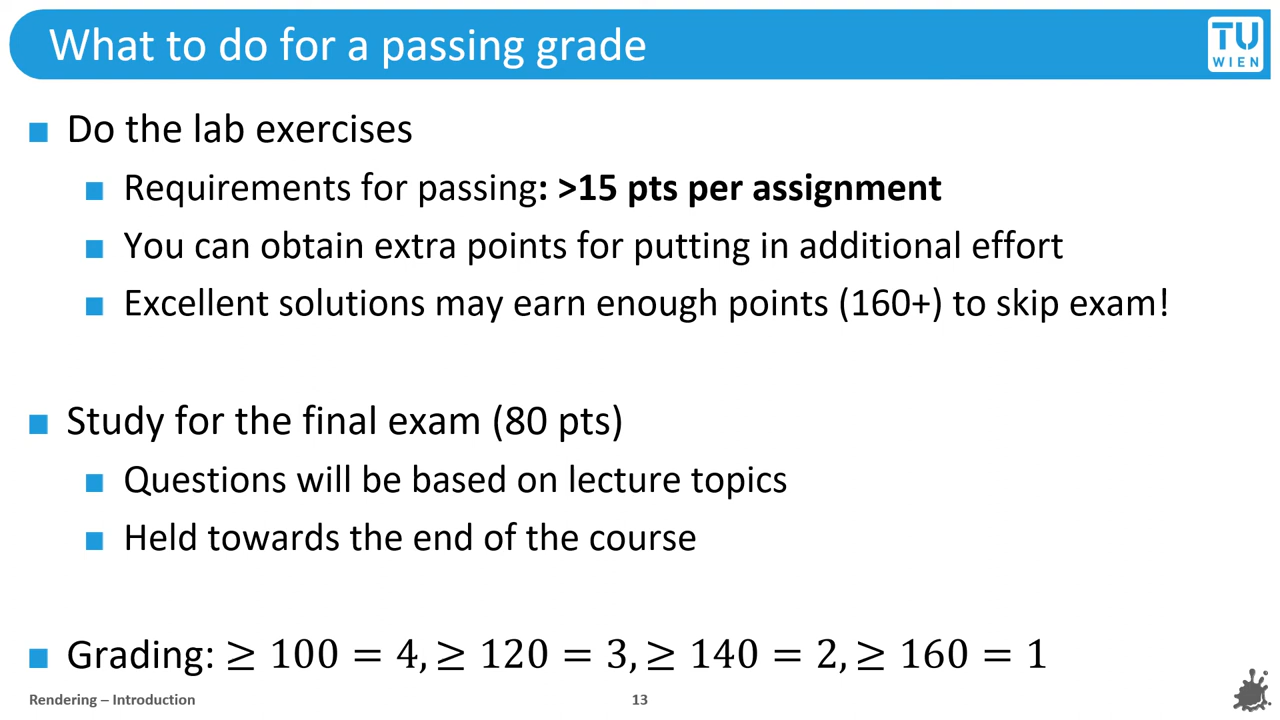 What to do for a passing grade
TU
WIEN
Do the lab exercises
Requirements for passing: >15 pts per assignment
You can obtain extra points for putting in additional effort
Excellent solutions may earn enough points (160+) to skip exam!
Study for the final exam (80 pts)
Questions will be based on lecture topics
Held towards the end of the course
Grading: ≥ 100 = 4, ≥ 120 = 3, ≥ 140 = 2, ≥ 160 = 1
Rendering – Introduction
13